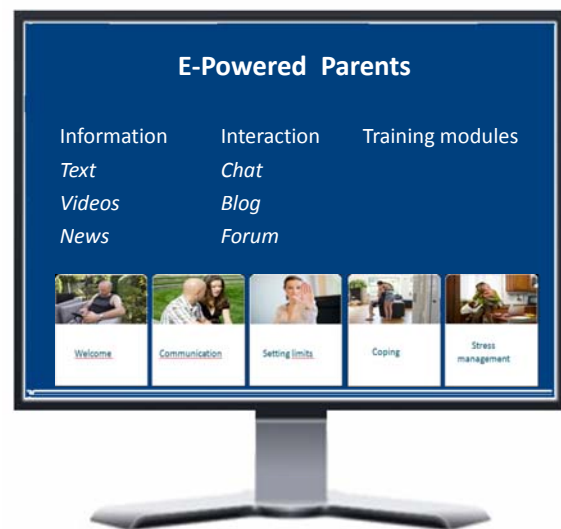 E-Powered Parents
Information Interaction Training modules
Text Chat
Videos Blog
News Forum
Welcome Communication Setting limits Coping Stress
management